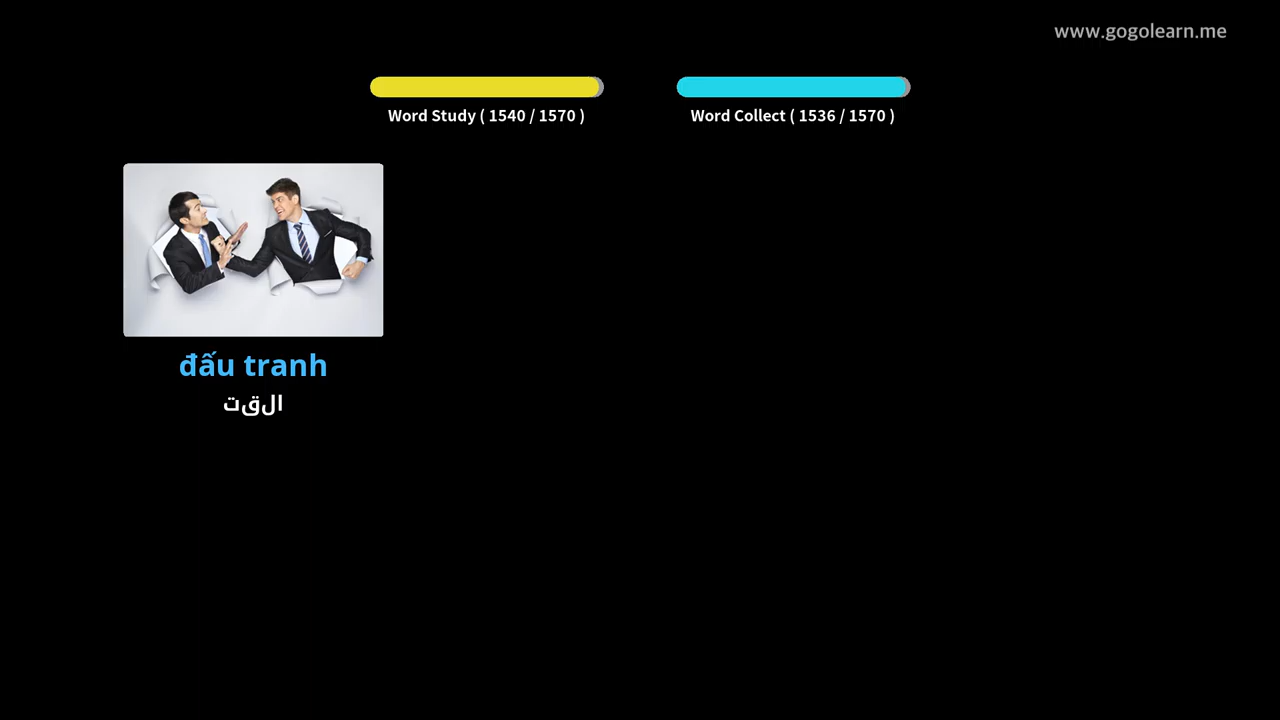 www.gogolearn.me
Word Study ( 1540 / 1570 )
Word Collect ( 1536 / 1570 )
đấu tranh
القت